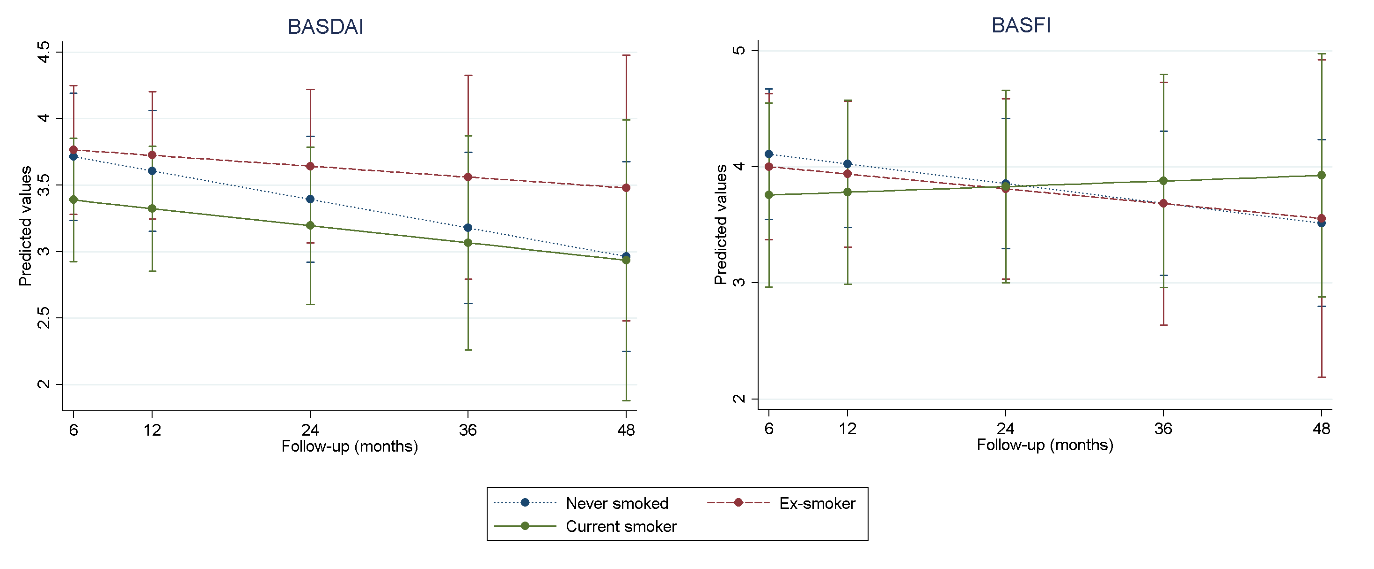 BASDAI
4.5
4
3.5
3
2.5
2
Predicted values
6 12 24 36 48
Follow-up (months)
BASFI
5
4
3
2
Predicted values
6 12 24 36 48
Follow-up (months)
Never smoked Ex-smoker
Current smoker